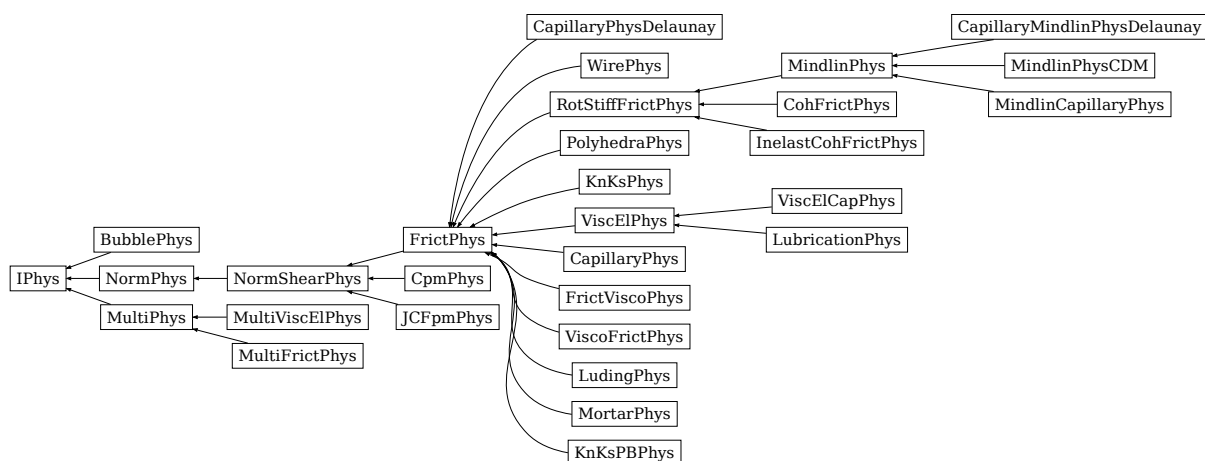 CapillaryPhysDelaunay
CapillaryMindlinPhysDelaunay
WirePhys
MindlinPhys
MindlinPhysCDM
RotStiffFrictPhys
CohFrictPhys
MindlinCapillaryPhys
PolyhedraPhys
InelastCohFrictPhys
KnKsPhys
ViscElCapPhys
ViscElPhys
BubblePhys
FrictPhys
LubricationPhys
CapillaryPhys
IPhys
NormPhys
NormShearPhys
CpmPhys
FrictViscoPhys
MultiPhys
MultiViscElPhys
JCFpmPhys
ViscoFrictPhys
MultiFrictPhys
LudingPhys
MortarPhys
KnKsPBPhys